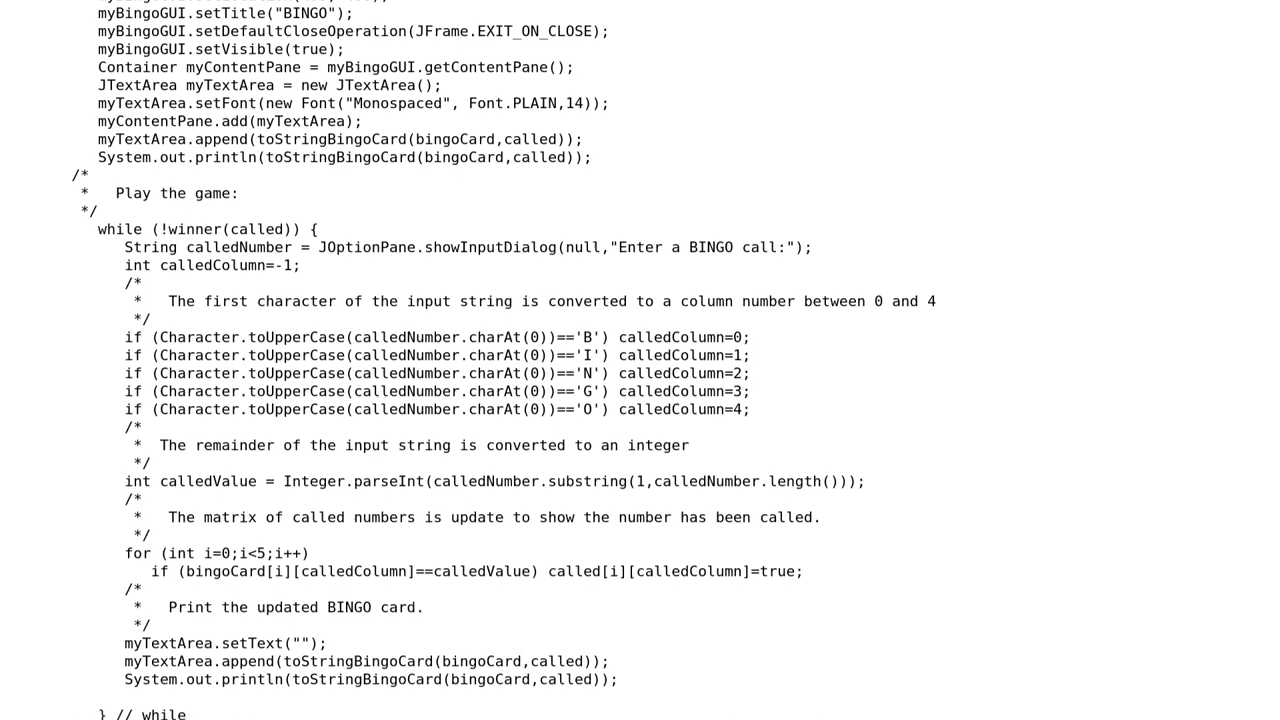 myBingoGUI.setTitle("BINGO");
myBingoGUI.setDefaultCloseOperation(JFrame.EXIT_ON_CLOSE);
myBingoGUI.setVisible(true);
Container myContentPane = myBingoGUI.getContentPane();
JTextArea myTextArea = new JTextArea();
myTextArea.setFont(new Font("Monospaced", Font.PLAIN,14));
myContentPane.add(myTextArea);
myTextArea.append(toStringBingoCard(bingoCard,called));
System.out.println(toStringBingoCard(bingoCard,called));
/*
*   Play the game:
*/
while (!winner(called)) {
String calledNumber = JOptionPane.showInputDialog(null,"Enter a BINGO call:");
int calledColumn=-1;
/*
*   The first character of the input string is converted to a column number between 0 and 4
*/
if (Character.toUpperCase(calledNumber.charAt(0))=='B') calledColumn=0;
if (Character.toUpperCase(calledNumber.charAt(0))=='I') calledColumn=1;
if (Character.toUpperCase(calledNumber.charAt(0))=='N') calledColumn=2;
if (Character.toUpperCase(calledNumber.charAt(0))=='G') calledColumn=3;
if (Character.toUpperCase(calledNumber.charAt(0))=='O') calledColumn=4;
/*
*  The remainder of the input string is converted to an integer
*/
int calledValue = Integer.parseInt(calledNumber.substring(1,calledNumber.length()));
/*
*   The matrix of called numbers is update to show the number has been called.
*/
for (int i=0;i<5;i++)
if (bingoCard[i][calledColumn]==calledValue) called[i][calledColumn]=true;
/*
*   Print the updated BINGO card.
*/
myTextArea.setText("");
myTextArea.append(toStringBingoCard(bingoCard,called));
System.out.println(toStringBingoCard(bingoCard,called));
} // while